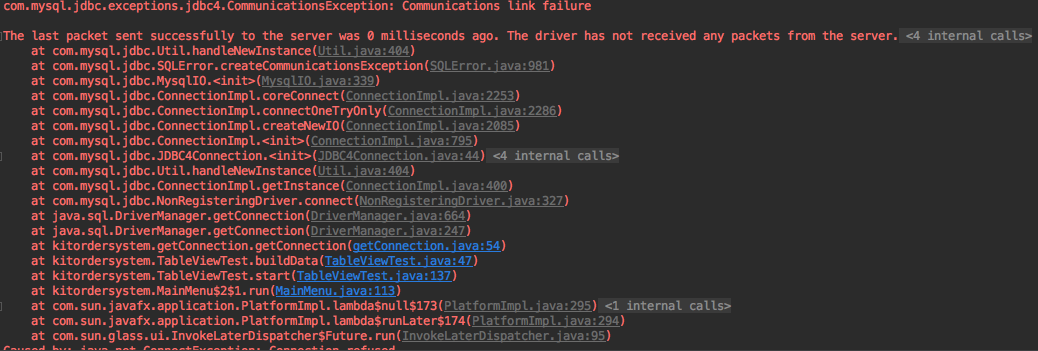 com.mysql.jdbc.exceptions.jdbc4.CommunicationsException: Communications link failure
The last packet sent successfully to the server was 0 milliseconds ago. The driver has not received any packets from the server. <4 internal calls>
at com.mysql.jdbc.Util.handleNewInstance(Util.java:404)
at com.mysql.jdbc.SQLError.createCommunicationsException(SQLError.java:981)
at com.mysql.jdbc.MysqlIO.<init>(MysqlIO.java:339)
at com.mysql.jdbc.ConnectionImpl.coreConnect(ConnectionImpl.java:2253)
at com.mysql.jdbc.ConnectionImpl.connectOneTryOnly(ConnectionImpl.java:2286)
at com.mysql.jdbc.ConnectionImpl.createNewIO(ConnectionImpl.java:2085)
at com.mysql.jdbc.ConnectionImpl.<init>(ConnectionImpl.java:795)
at com.mysql.jdbc.JDBC4Connection.<init>(JDBC4Connection.java:44) <4 internal calls>
at com.mysql.jdbc.Util.handleNewInstance(Util.java:404)
at com.mysql.jdbc.ConnectionImpl.getInstance(ConnectionImpl.java:400)
at com.mysql.jdbc.NonRegisteringDriver.connect(NonRegisteringDriver.java:327)
at java.sql.DriverManager.getConnection(DriverManager.java:664)
at java.sql.DriverManager.getConnection(DriverManager.java:247)
at kitordersystem.getConnection.getConnection(getConnection.java:54)
at kitordersystem.TableViewTest.buildData(TableViewTest.java:47)
at kitordersystem.TableViewTest.start(TableViewTest.java:137)
at kitordersystem.MainMenu$2$1.run(MainMenu.java:113)
at com.sun.javafx.application.PlatformImpl.lambda$null$173(PlatformImpl.java:295) <1 internal calls>
at com.sun.javafx.application.PlatformImpl.lambda$runLater$174(PlatformImpl.java:294)
at com.sun.glass.ui.InvokeLaterDispatcher$Future.run(InvokeLaterDispatcher.java:95)
Caused by: java.net.ConnectException: Connection refused